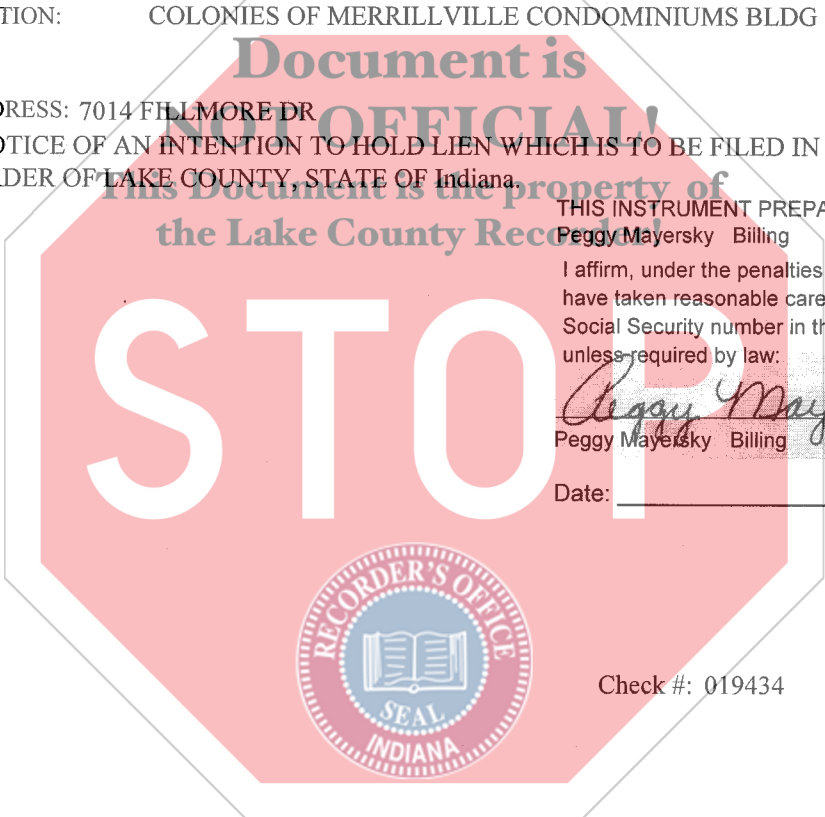 TION: COLONIES OF MERRILLVILLE CONDOMINIUMS BLDG
Document is
DRESS: 7014 FILLMORE DR
NOT OFFICIAL!
OTICE OF AN INTENTION TO HOLD LIEN WHICH IS TO BE FILED IN
RDER OF LAKE COUNTY, STATE OF Indiana.
This Document is the property of
the Lake County Recorder!
THIS INSTRUMENT PREPA
Peggy Mayersky Billing
I affirm, under the penalties
have taken reasonable care
Social Security number in th
unless required by law:
Peggy May
Peggy Mayersky Billing
Date:
STOP
RECORDER'S OFFICE
SEAL
INDIANA
Check #: 019434